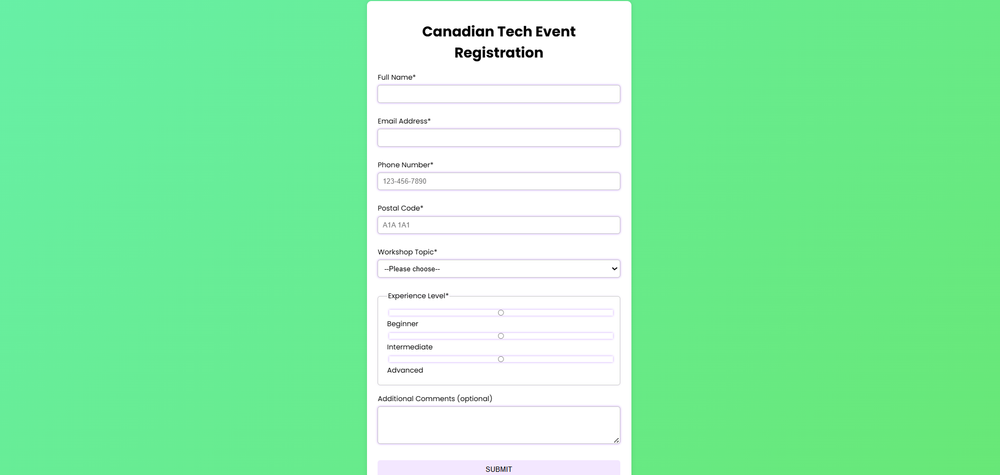 Canadian Tech Event
Registration
Full Name*
Email Address*
Phone Number*
123-456-7890
Postal Code*
A1A 1A1
Workshop Topic*
--Please choose--
Experience Level*
Beginner
Intermediate
Advanced
Additional Comments (optional)
SUBMIT